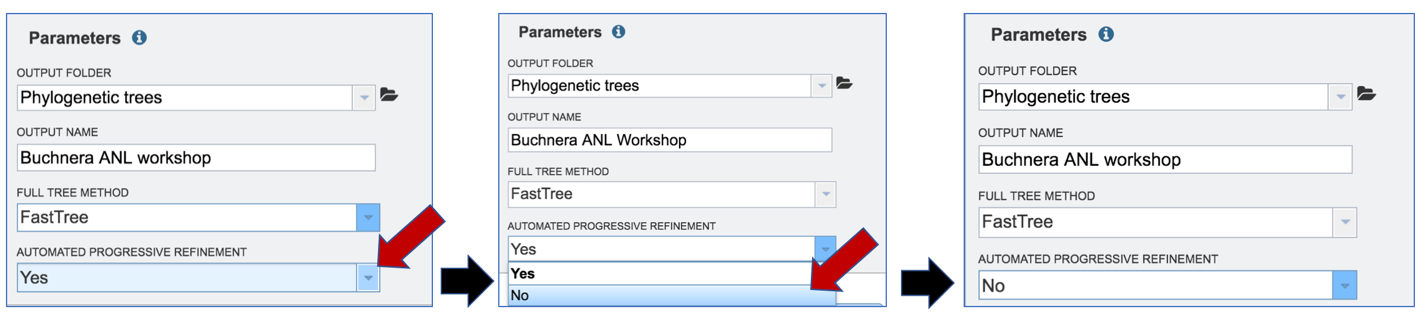 Parameters
OUTPUT FOLDER
Phylogenetic trees
OUTPUT NAME
Buchnera ANL workshop
FULL TREE METHOD
FastTree
AUTOMATED PROGRESSIVE REFINEMENT
Yes
Parameters
OUTPUT FOLDER
Phylogenetic trees
OUTPUT NAME
Buchnera ANL Workshop
FULL TREE METHOD
FastTree
AUTOMATED PROGRESSIVE REFINEMENT
Yes
Yes
No
Parameters
OUTPUT FOLDER
Phylogenetic trees
OUTPUT NAME
Buchnera ANL workshop
FULL TREE METHOD
FastTree
AUTOMATED PROGRESSIVE REFINEMENT
No